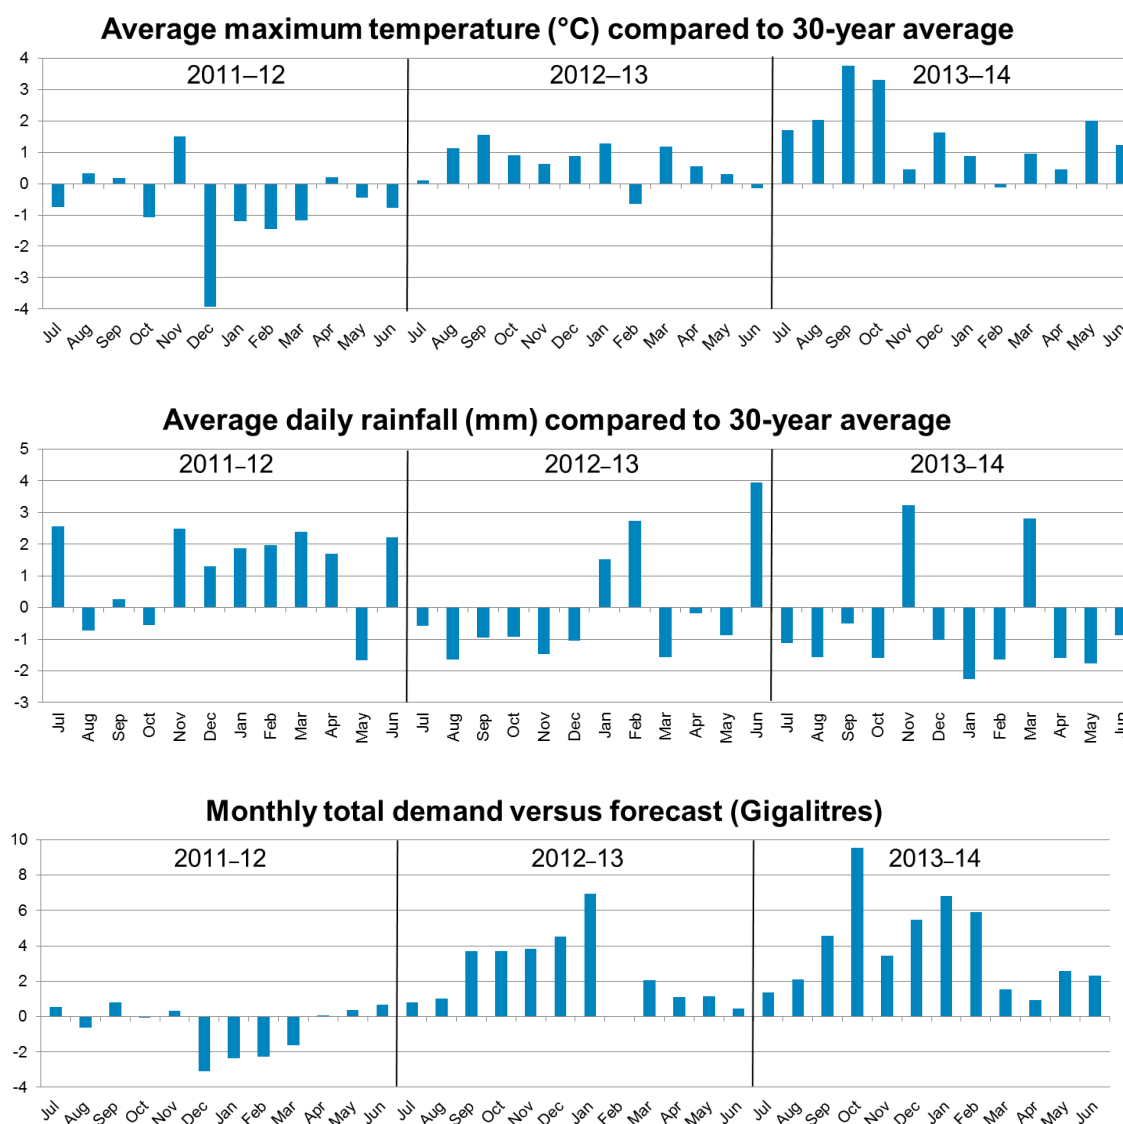 Average maximum temperature (°C) compared to 30-year average
2011–12 2012–13 2013–14
4
3
2
1
0
-1
-2
-3
-4
Jul Aug Sep Oct Nov Dec Jan Feb Mar Apr May Jun Jul Aug Sep Oct Nov Dec Jan Feb Mar Apr May Jun Jul Aug Sep Oct Nov Dec Jan Feb Mar Apr May Jun
Average daily rainfall (mm) compared to 30-year average
2011–12 2012–13 2013–14
5
4
3
2
1
0
-1
-2
-3
Jul Aug Sep Oct Nov Dec Jan Feb Mar Apr May Jun Jul Aug Sep Oct Nov Dec Jan Feb Mar Apr May Jun Jul Aug Sep Oct Nov Dec Jan Feb Mar Apr May Jun
Monthly total demand versus forecast (Gigalitres)
2011–12 2012–13 2013–14
10
8
6
4
2
0
-2
-4
Jul Aug Sep Oct Nov Dec Jan Feb Mar Apr May Jun Jul Aug Sep Oct Nov Dec Jan Feb Mar Apr May Jun Jul Aug Sep Oct Nov Dec Jan Feb Mar Apr May Jun